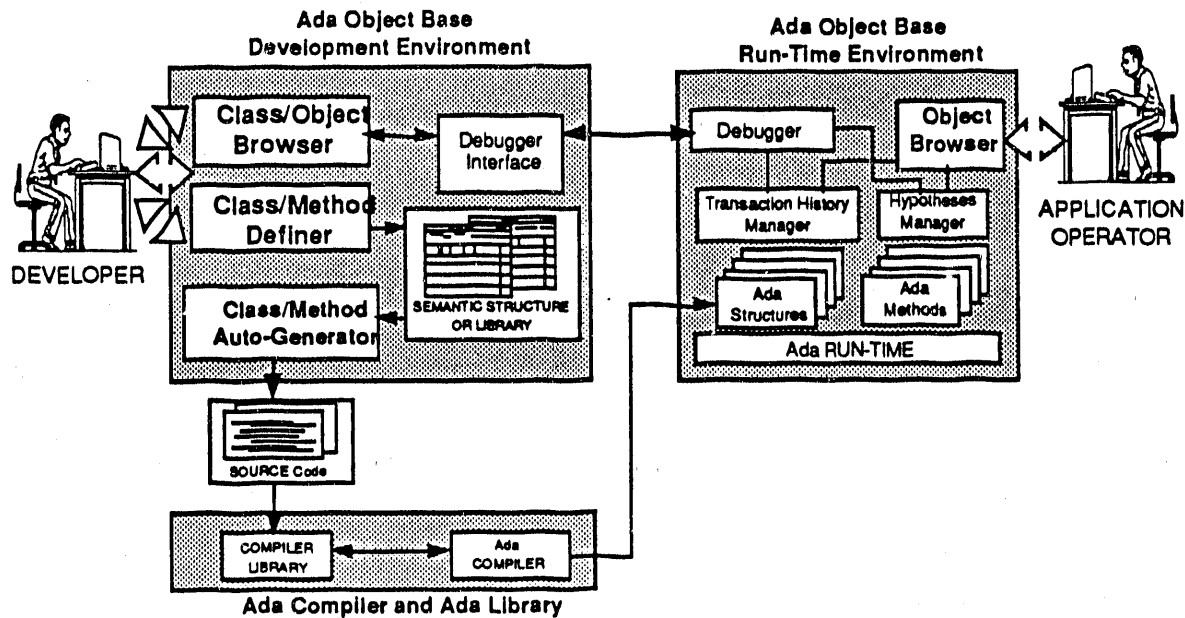 Ada Object Base
Development Environment
Class/Object
Browser
Debugger
Interface
Class/Method
Definer
SEMANTIC STRUCTURE
OR LIBRARY
Class/Method
Auto-Generator
DEVELOPER
SOURCE Code
COMPILER
LIBRARY
Ada
COMPILER
Ada Compiler and Ada Library
Ada Object Base
Run-Time Environment
Debugger
Object
Browser
Transaction History
Manager
Hypotheses
Manager
Ada
Structures
Ada
Methods
Ada RUN-TIME
APPLICATION
OPERATOR